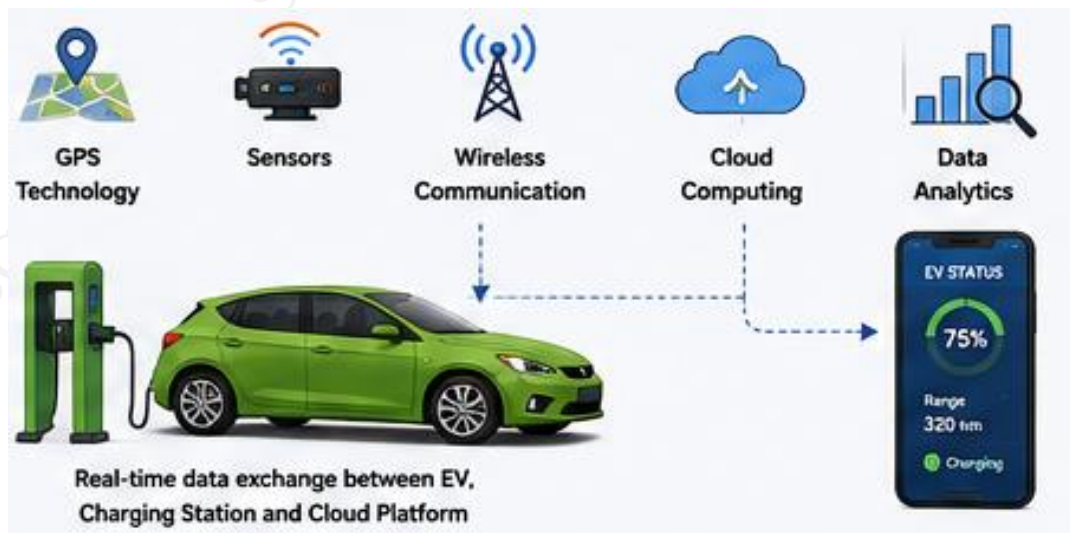 GPS
Technology
Sensors
Wireless
Communication
Cloud
Computing
Data
Analytics
EV STATUS
75%
Range
320
Charging
Real-time data exchange between EV,
Charging Station and Cloud Platform